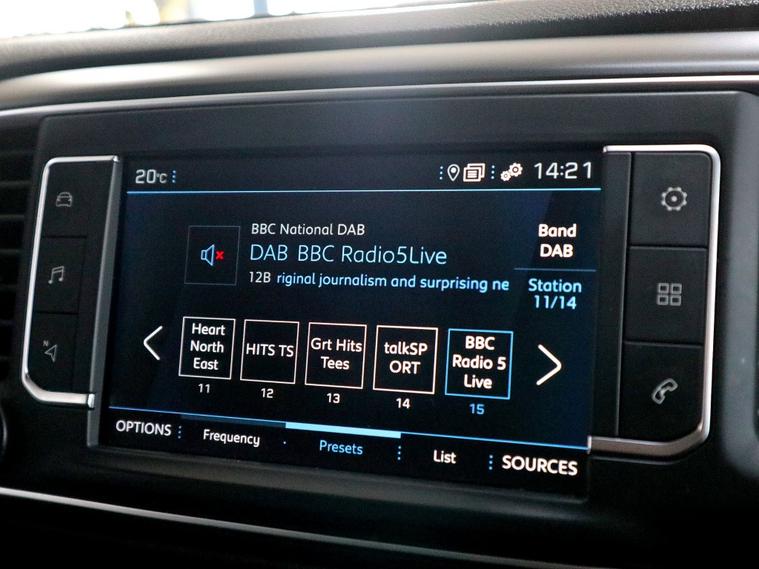 20°C
14:21
BBC National DAB
DAB BBC Radio5Live
12B riginal journalism and surprising ne
Band
DAB
Station
11/14
Heart
North
East
11
HITS TS
12
Grt Hits
Tees
13
talkSP
ORT
14
BBC
Radio 5
Live
15
OPTIONS
Frequency
Presets
List
SOURCES
N